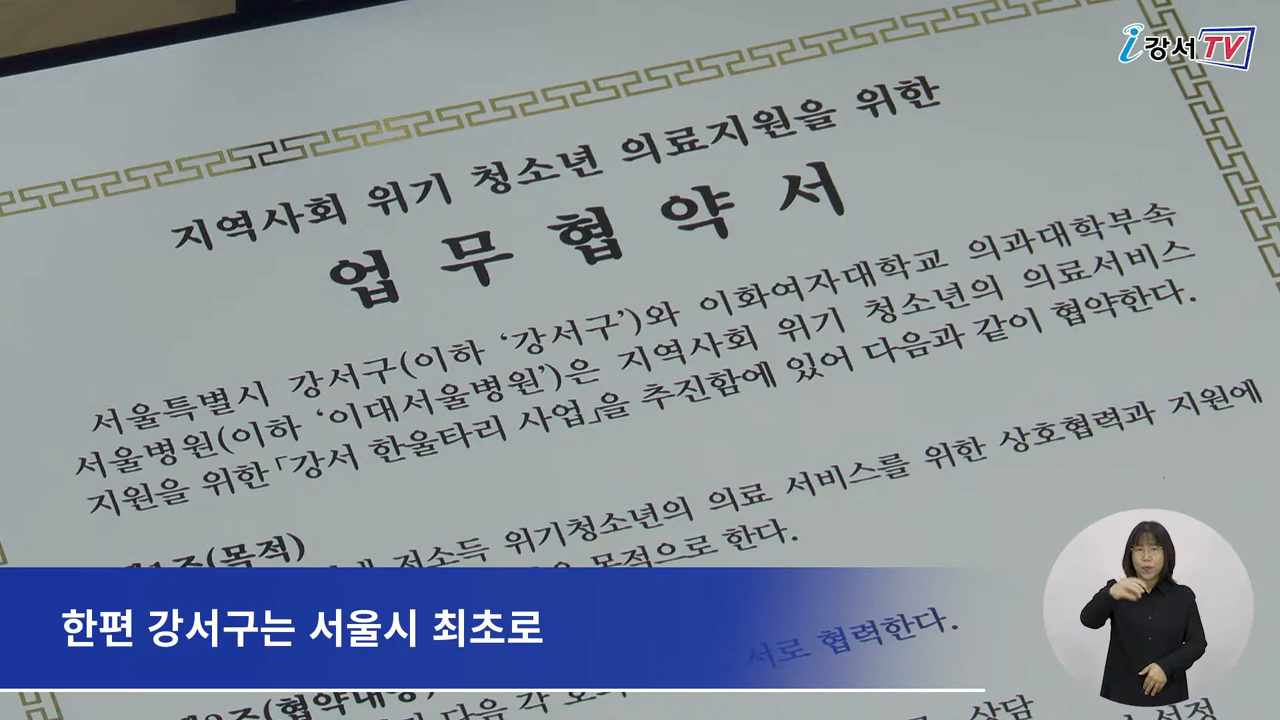 i강서TV
지역사회 위기 청소년 의료지원을 위한
업무협약서
서울특별시 강서구(이하 ‘강서구’)와 이화여자대학교 의과대학부속
서울병원(이하 ‘이대서울병원’)은 지역사회 위기 청소년의 의료서비스
지원을 위한 「강서 한울타리 사업」을 추진함에 있어 다음과 같이 협약한다.
(목적)
저소득 위기청소년의 의료 서비스를 위한 상호협력과 지원에
목적으로 한다.
한편 강서구는 서울시 최초로
서로 협력한다.
다음 각
상담